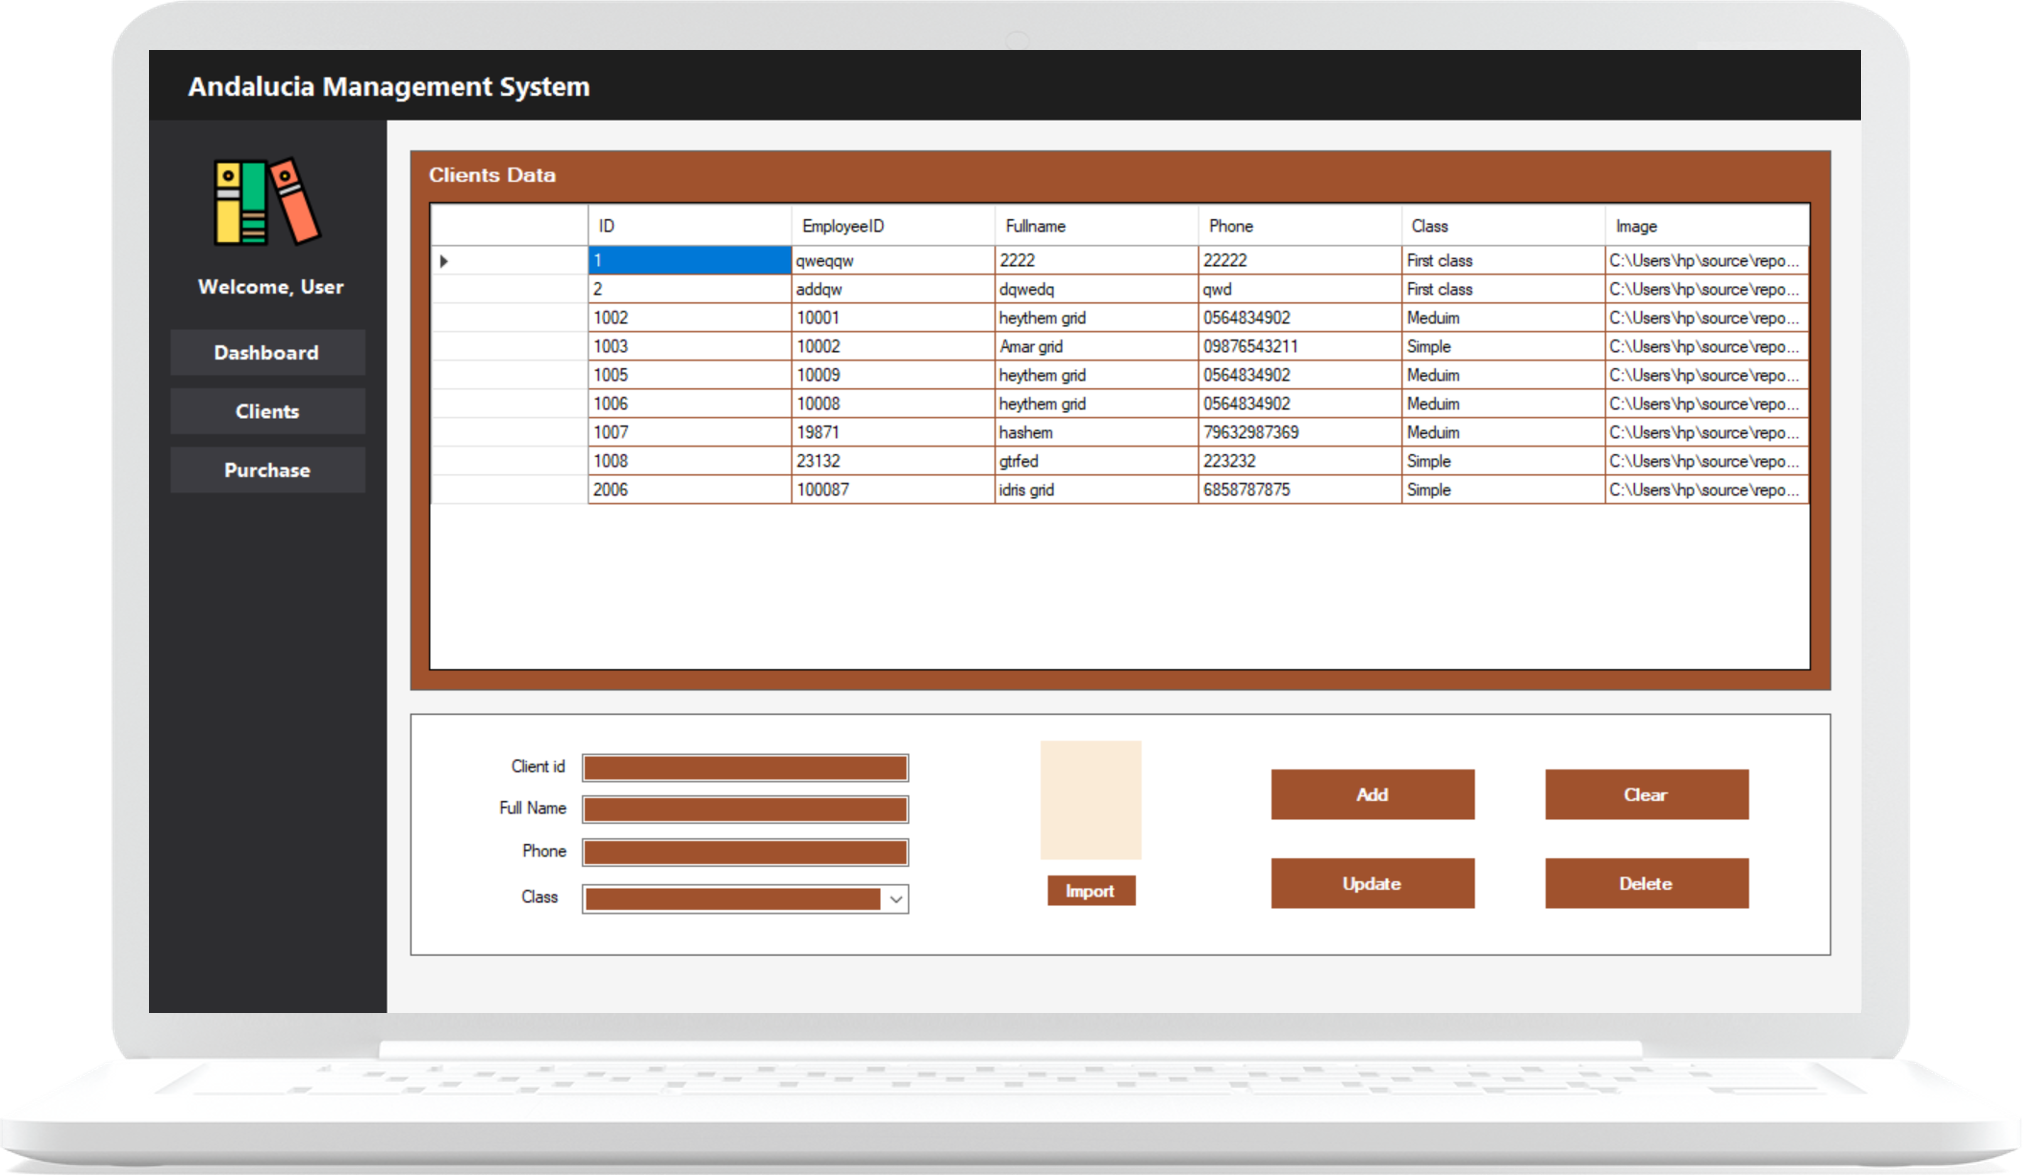 Andalucia Management System
Welcome, User
Dashboard
Clients
Purchase
Clients Data
ID EmployeeID Fullname Phone Class Image
1 qweqqw 2222 22222 First class C:\Users\hp\source\repo...
2 addqw dqwedq qwd First class C:\Users\hp\source\repo...
1002 10001 heythem grid 0564834902 Meduim C:\Users\hp\source\repo...
1003 10002 Amar grid 09876543211 Simple C:\Users\hp\source\repo...
1005 10009 heythem grid 0564834902 Meduim C:\Users\hp\source\repo...
1006 10008 heythem grid 0564834902 Meduim C:\Users\hp\source\repo...
1007 19871 hashem 79632987369 Meduim C:\Users\hp\source\repo...
1008 23132 gtrfed 223232 Simple C:\Users\hp\source\repo...
2006 100087 idris grid 6858787875 Simple C:\Users\hp\source\repo...
Client id
Full Name
Phone
Class
Import
Add
Clear
Update
Delete